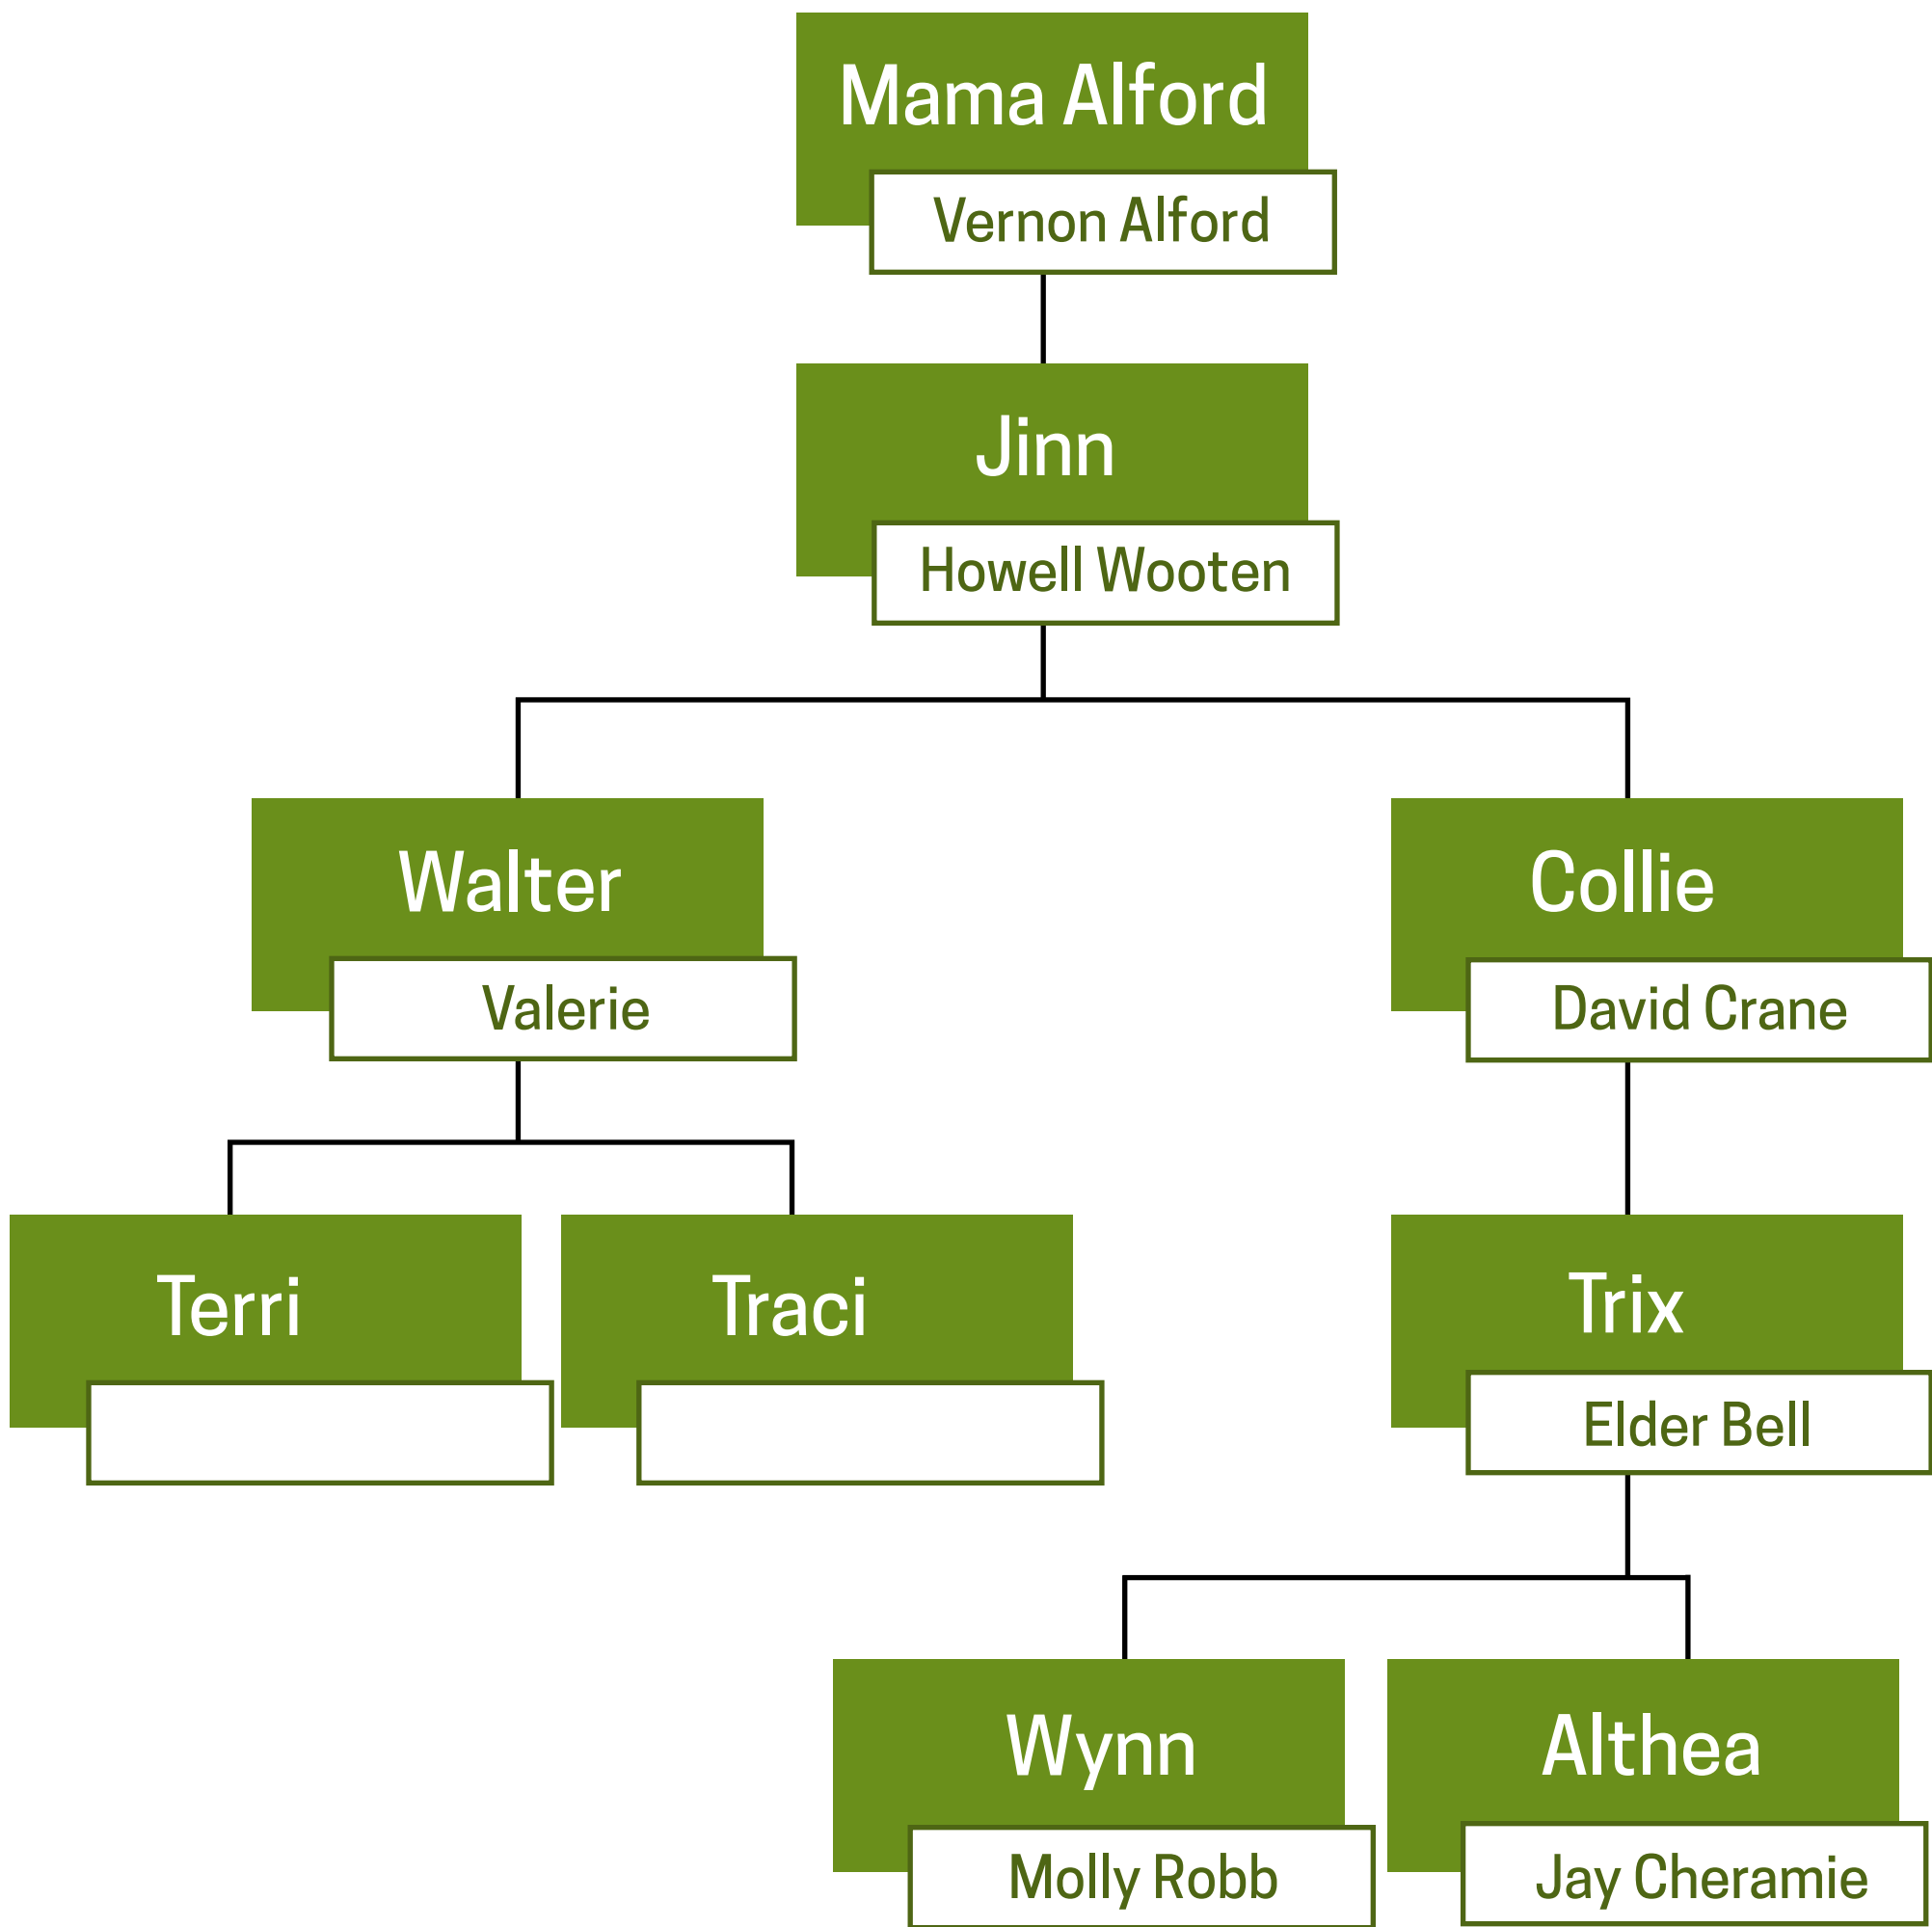 Mama Alford
Vernon Alford
Jinn
Howell Wooten
Walter
Valerie
Collie
David Crane
Terri
Traci
Trix
Elder Bell
Wynn
Molly Robb
Althea
Jay Cheramie